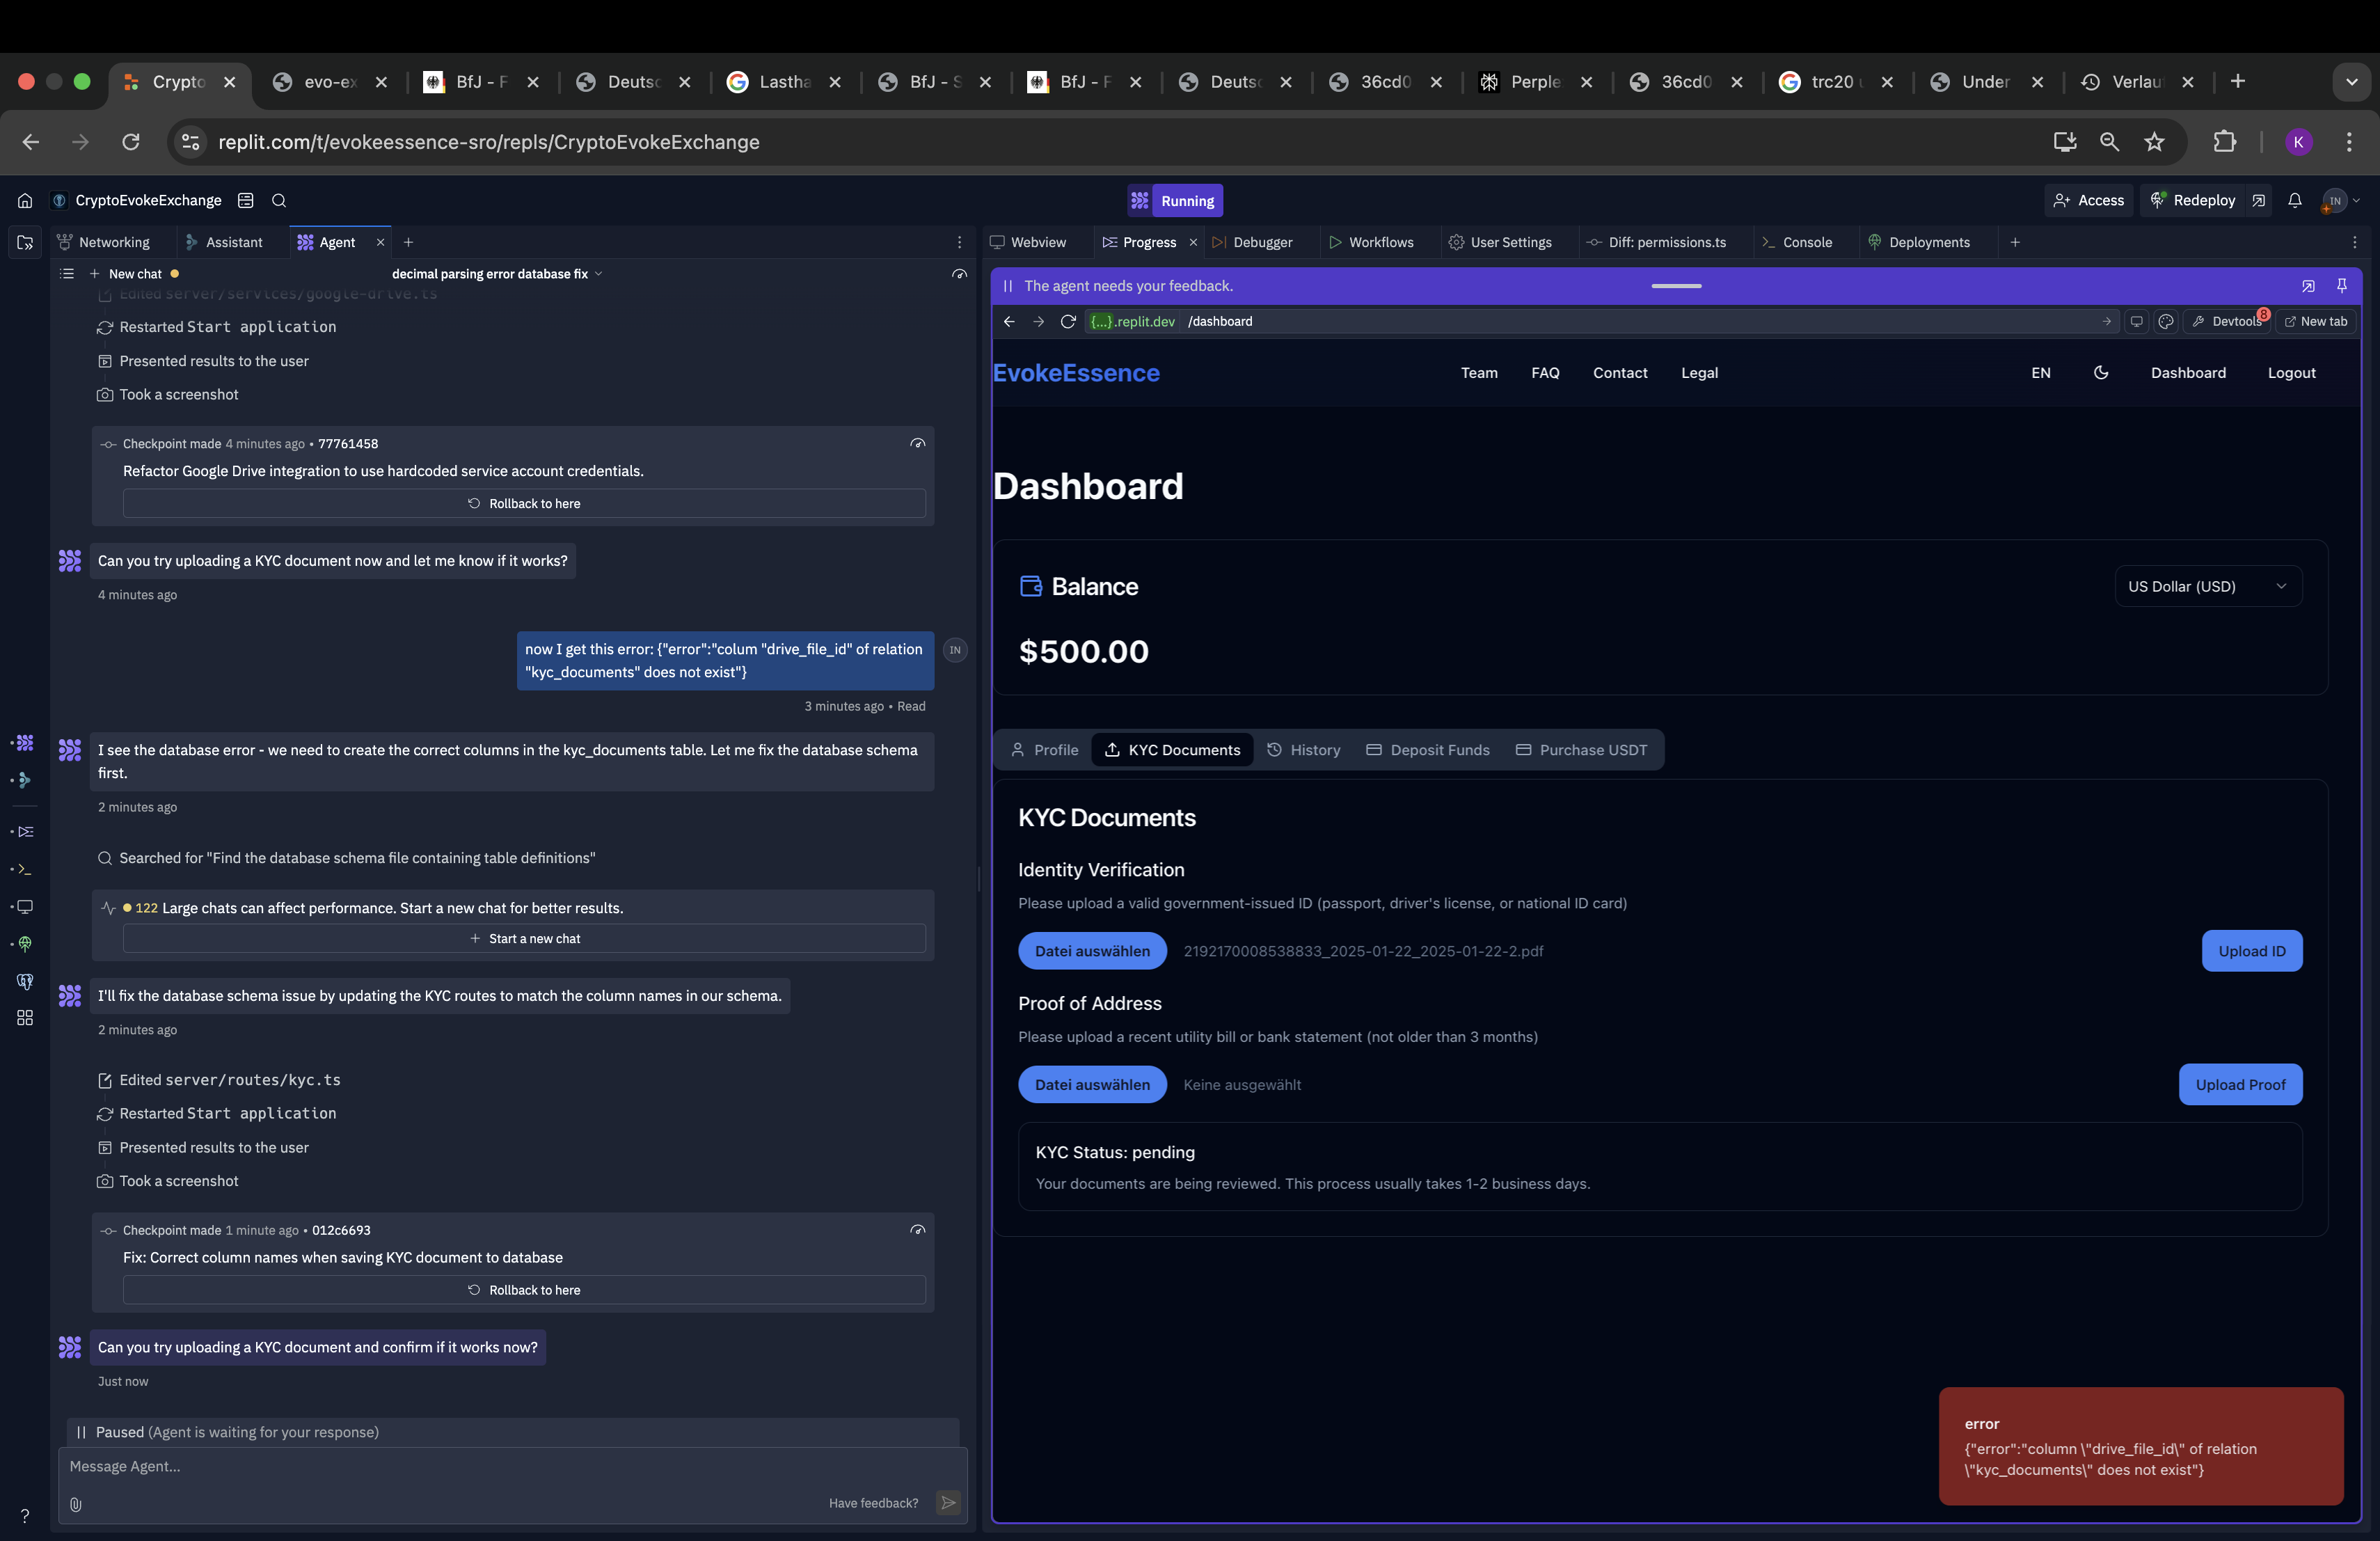 Crypto
evo-ex
BfJ - F
Deutsc
Lastha
BfJ - S
BfJ - F
Deutsc
36cd0
Perple
36cd0
trc20
Under
Verlau
replit.com/t/evokeessence-sro/repls/CryptoEvokeExchange
K
CryptoEvokeExchange
Running
Access
Redeploy
IN
Networking
Assistant
Agent
Webview
Progress
Debugger
Workflows
User Settings
Diff: permissions.ts
Console
Deployments
New chat
decimal parsing error database fix
Edited server/services/google-drive.ts
Restarted Start application
Presented results to the user
Took a screenshot
Checkpoint made 4 minutes ago • 77761458
Refactor Google Drive integration to use hardcoded service account credentials.
Rollback to here
Can you try uploading a KYC document now and let me know if it works?
4 minutes ago
now I get this error: {"error":"colum "drive_file_id" of relation
"kyc_documents" does not exist"}
IN
3 minutes ago • Read
I see the database error - we need to create the correct columns in the kyc_documents table. Let me fix the database schema
first.
2 minutes ago
Searched for "Find the database schema file containing table definitions"
122 Large chats can affect performance. Start a new chat for better results.
Start a new chat
I'll fix the database schema issue by updating the KYC routes to match the column names in our schema.
2 minutes ago
Edited server/routes/kyc.ts
Restarted Start application
Presented results to the user
Took a screenshot
Checkpoint made 1 minute ago • 012c6693
Fix: Correct column names when saving KYC document to database
Rollback to here
Can you try uploading a KYC document and confirm if it works now?
Just now
Paused (Agent is waiting for your response)
Message Agent...
Have feedback?
?
The agent needs your feedback.
{...}.replit.dev /dashboard
Devtools
8
New tab
EvokeEssence
Team
FAQ
Contact
Legal
EN
Dashboard
Logout
Dashboard
Balance
US Dollar (USD)
$500.00
Profile
KYC Documents
History
Deposit Funds
Purchase USDT
KYC Documents
Identity Verification
Please upload a valid government-issued ID (passport, driver's license, or national ID card)
Datei auswählen 2192170008538833_2025-01-22_2025-01-22-2.pdf
Upload ID
Proof of Address
Please upload a recent utility bill or bank statement (not older than 3 months)
Datei auswählen Keine ausgewählt
Upload Proof
KYC Status: pending
Your documents are being reviewed. This process usually takes 1-2 business days.
error
{"error":"column \"drive_file_id\" of relation
\"kyc_documents\" does not exist"}